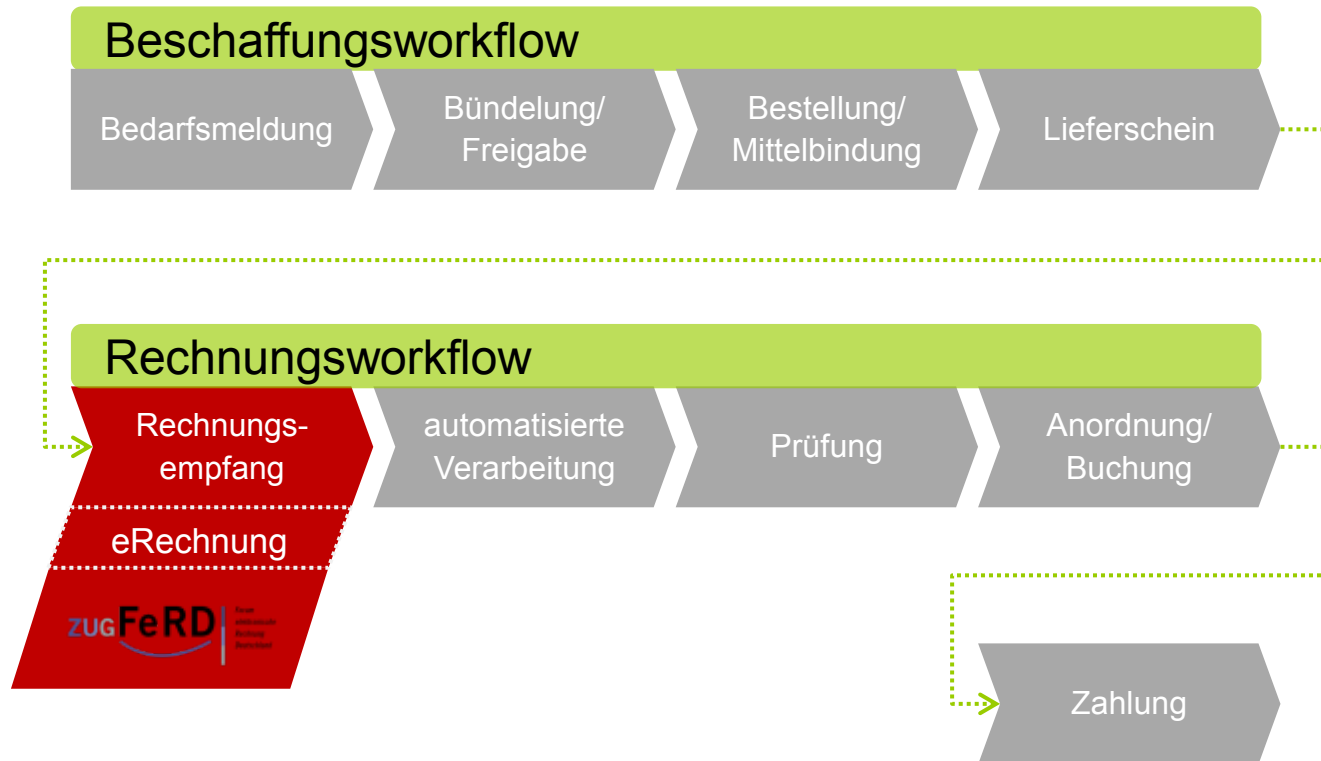 Beschaffungsworkflow
Bedarfsmeldung
Bündelung/
Freigabe
Bestellung/
Mittelbindung
Lieferschein
Rechnungsworkflow
Rechnungs-
empfang
automatisierte
Verarbeitung
Prüfung
Anordnung/
Buchung
eRechnung
ZUGFeRD
Zahlung